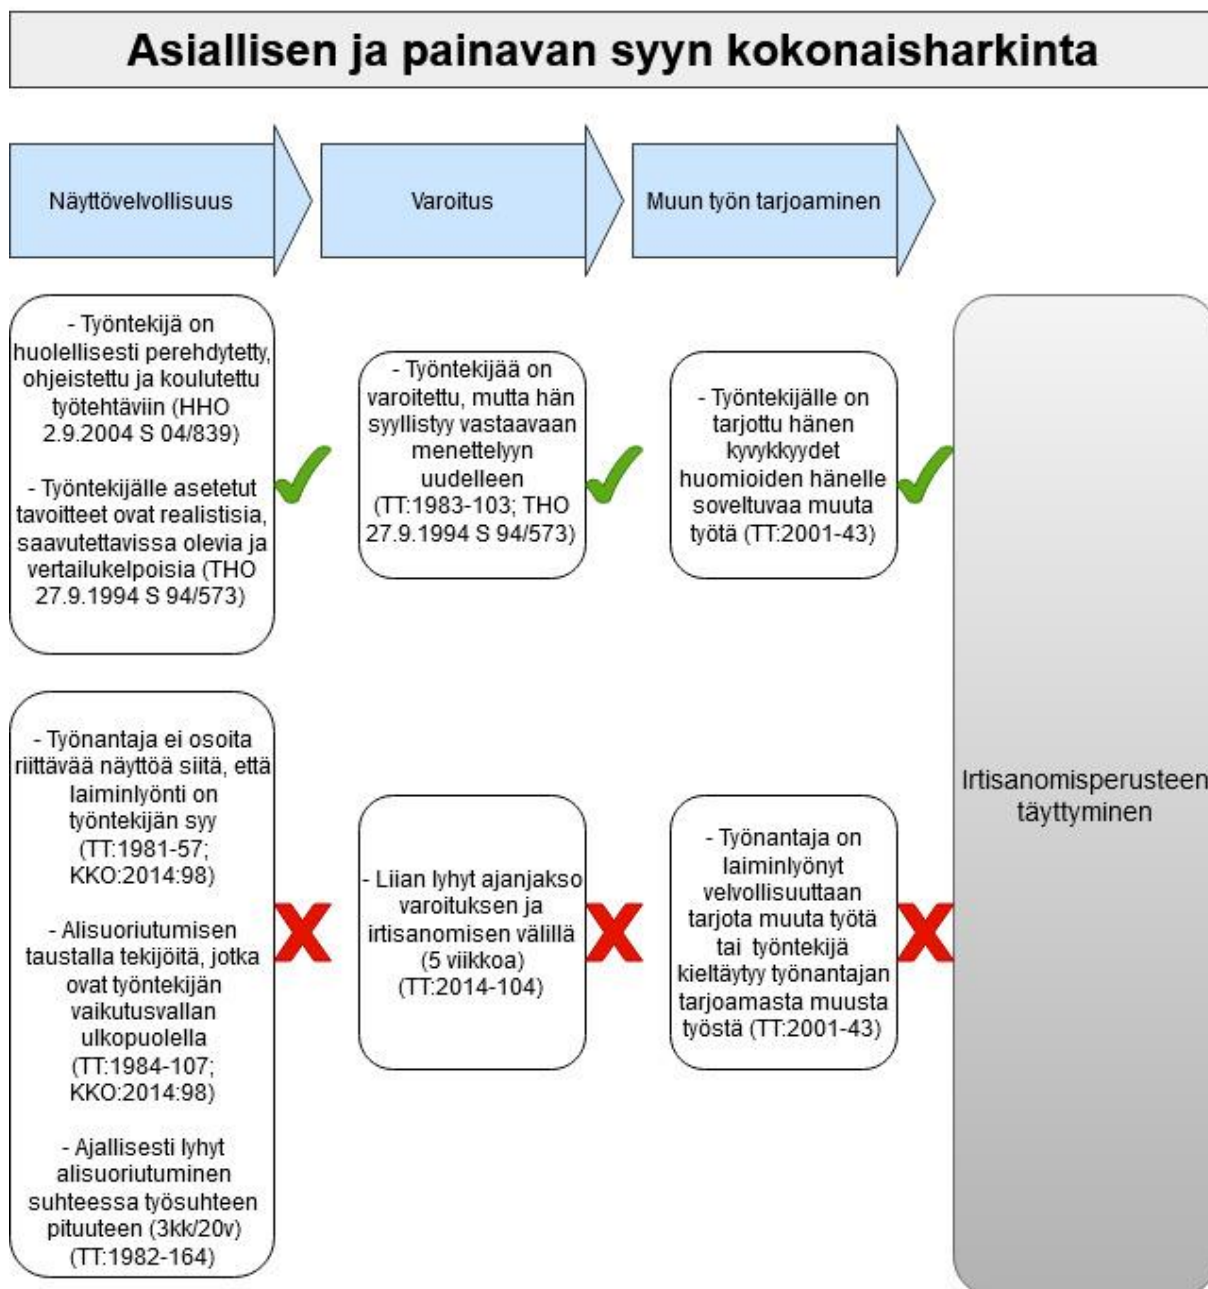 Asiallisen ja painavan syyn kokonaisharkinta
Näyttövelvollisuus
Varoitus
Muun työn tarjoaminen
- Työntekijä on
huolellisesti perehdytetty,
ohjeistettu ja koulutettu
työtehtäviin (HHO
2.9.2004 S 04/839)
- Työntekijälle asetetut
tavoitteet ovat realistisia,
saavutettavissa olevia ja
vertailukelpoisia (THO
27.9.1994 S 94/573)
- Työntekijää on
varoitettu, mutta hän
syyllistyy vastaavaan
menettelyyn
uudelleen
(TT:1983-103; THO
27.9.1994 S 94/573)
- Työntekijälle on
tarjottu hänen
kyvykkyydet
huomioiden hänelle
soveltuvaa muuta
työtä (TT:2001-43)
- Työnantaja ei osoita
riittävää näyttöä siitä, että
laiminlyönti on
työntekijän syy
(TT:1981-57;
KKO:2014:98)
- Alisuoriutumisen
taustalla tekijöitä, jotka
ovat työntekijän
vaikutusvallan
ulkopuolella
(TT:1984-107;
KKO:2014:98)
- Ajallisesti lyhyt
alisuoriutuminen
suhteessa työsuhteen
pituuteen (3kk/20v)
(TT:1982-164)
- Liian lyhyt ajanjakso
varoituksen ja
irtisanomisen välillä
(5 viikkoa)
(TT:2014-104)
- Työnantaja on
laiminlyönyt
velvollisuuttaan
tarjota muuta työtä
tai työntekijä
kieltäytyy työnantajan
tarjoamasta muusta
työstä (TT:2001-43)
Irtisanomisperusteen
täyttyminen